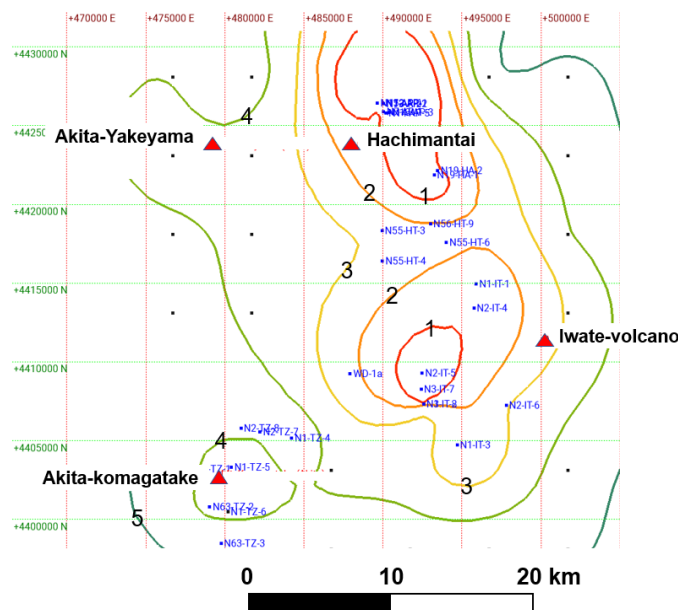 +470000 E +475000 E +480000 E +485000 E +490000 E +495000 E +500000 E
+4430000 N
4
Akita-Yakeyama
Hachimantai
N19-HA-2
N19-HA-1
2
1
+4420000 N
N56-HT-9
N55-HT-3
N55-HT-6
3
N55-HT-4
+4415000 N
N1-IT-1
2
N2-IT-4
1
Iwate-volcano
+4410000 N
WD-1a
N2-IT-5
N3-IT-7
N2-IT-6
N2-TZ-8
N2-TZ-7
N1-TZ-4
4
+4405000 N
N1-IT-3
N1-TZ-5
Akita-komagatake
3
N63-TZ-2
N1-TZ-6
5
+4400000 N
N63-TZ-3
0 10 20 km